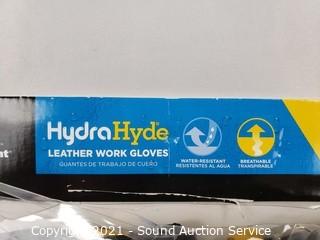 HydraHyde®
LEATHER WORK GLOVES
GUANTES DE TRABAJO DE CUERO
WATER-RESISTANT
RESISTENTES AL AGUA
BREATHABLE
TRANSPIRABLE
Copyright 2021 - Sound Auction Service